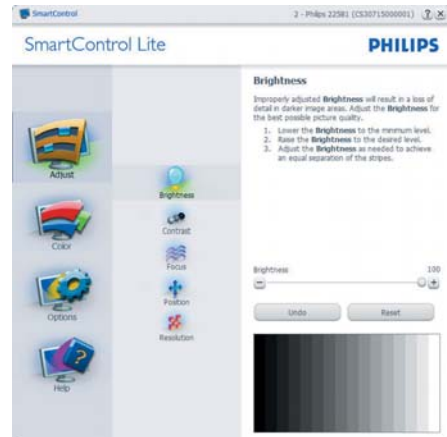 SmartControl
2 - Philips 225B1 (CS30715000001)
SmartControl Lite
PHILIPS
Adjust
Color
Options
Help
Brightness
Contrast
Focus
Position
Resolution
Brightness
Improperly adjusted Brightness will result in a loss of
detail in darker image areas. Adjust the Brightness for
the best possible picture quality.
1. Lower the Brightness to the minimum level.
2. Raise the Brightness to the desired level.
3. Adjust the Brightness as needed to achieve
an equal separation of the stripes.
Brightness 100
Undo Reset